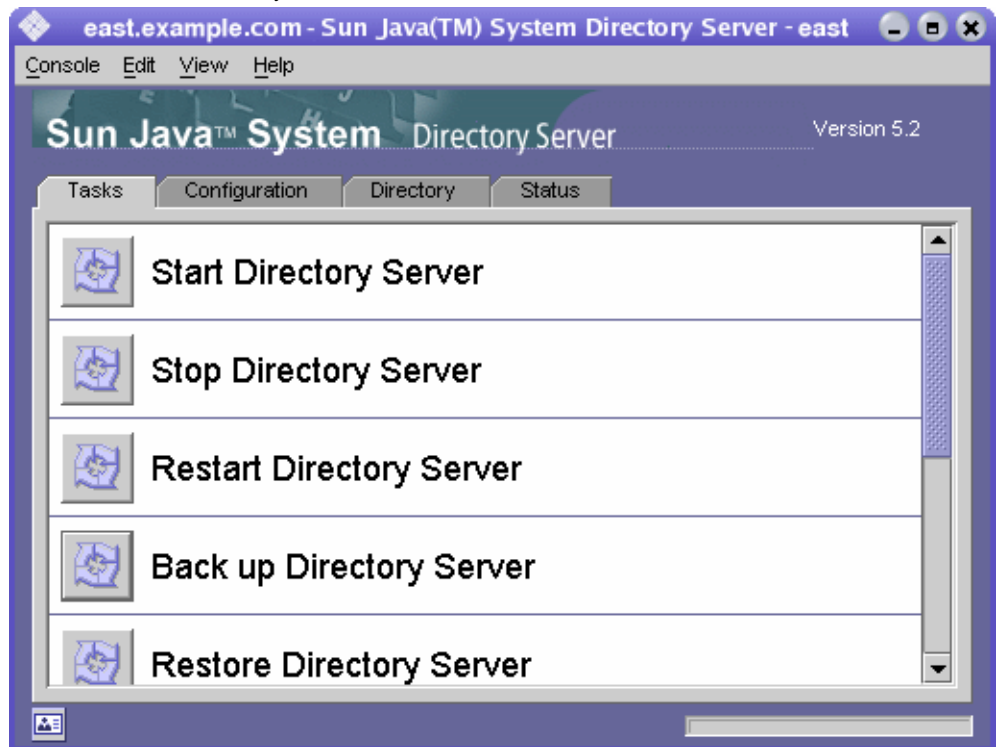 east.example.com - Sun Java(TM) System Directory Server - east
Console Edit View Help
Sun Java™ System Directory Server Version 5.2
Tasks Configuration Directory Status
Start Directory Server
Stop Directory Server
Restart Directory Server
Back up Directory Server
Restore Directory Server